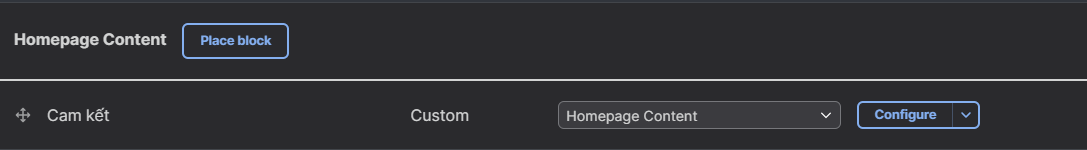 Homepage Content Place block
Cam kết Custom Homepage Content Configure